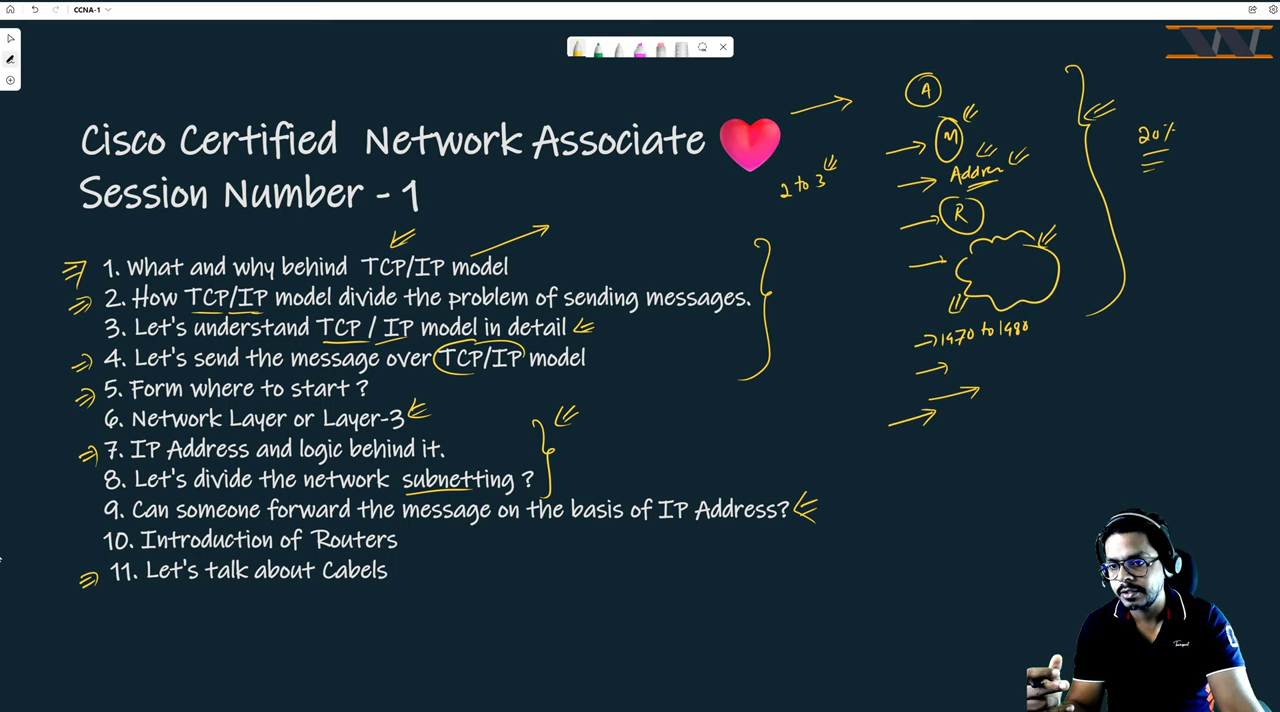 CCNA-1
Cisco Certified Network Associate
Session Number - 1
1. What and why behind TCP/IP model
2. How TCP/IP model divide the problem of sending messages.
3. Let's understand TCP / IP model in detail
4. Let's send the message over TCP/IP model
5. Form where to start ?
6. Network Layer or Layer-3
7. IP Address and logic behind it.
8. Let's divide the network subnetting ?
9. Can someone forward the message on the basis of IP Address?
10. Introduction of Routers
11. Let's talk about Cabels
2 to 3
A
M
Addres
R
1970 to 1980
20%